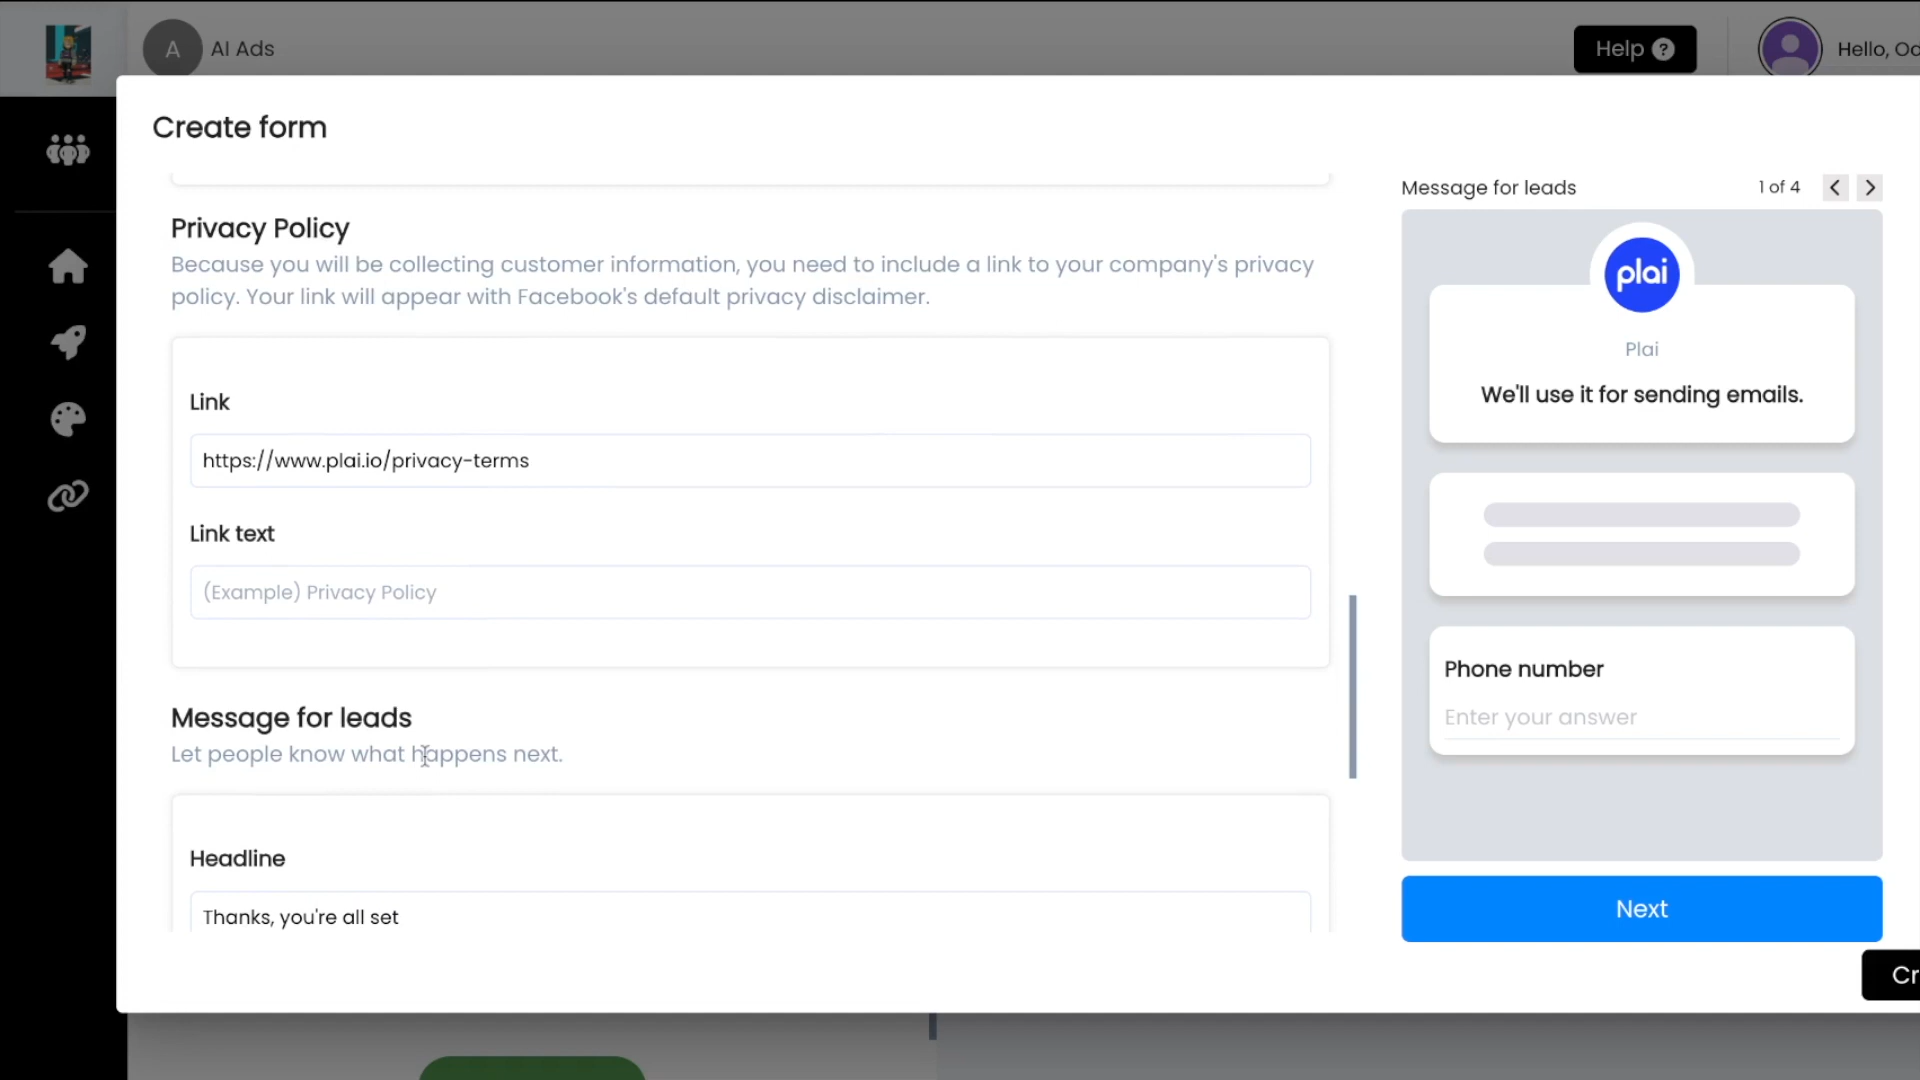 A
AI Ads
Help ?
Hello, Od
Create form
Privacy Policy
Because you will be collecting customer information, you need to include a link to your company's privacy
policy. Your link will appear with Facebook's default privacy disclaimer.
Link
https://www.plai.io/privacy-terms
Link text
(Example) Privacy Policy
Message for leads
Let people know what happens next.
Headline
Thanks, you're all set
Message for leads
1 of 4
plai
Plai
We'll use it for sending emails.
Phone number
Enter your answer
Next
Cr